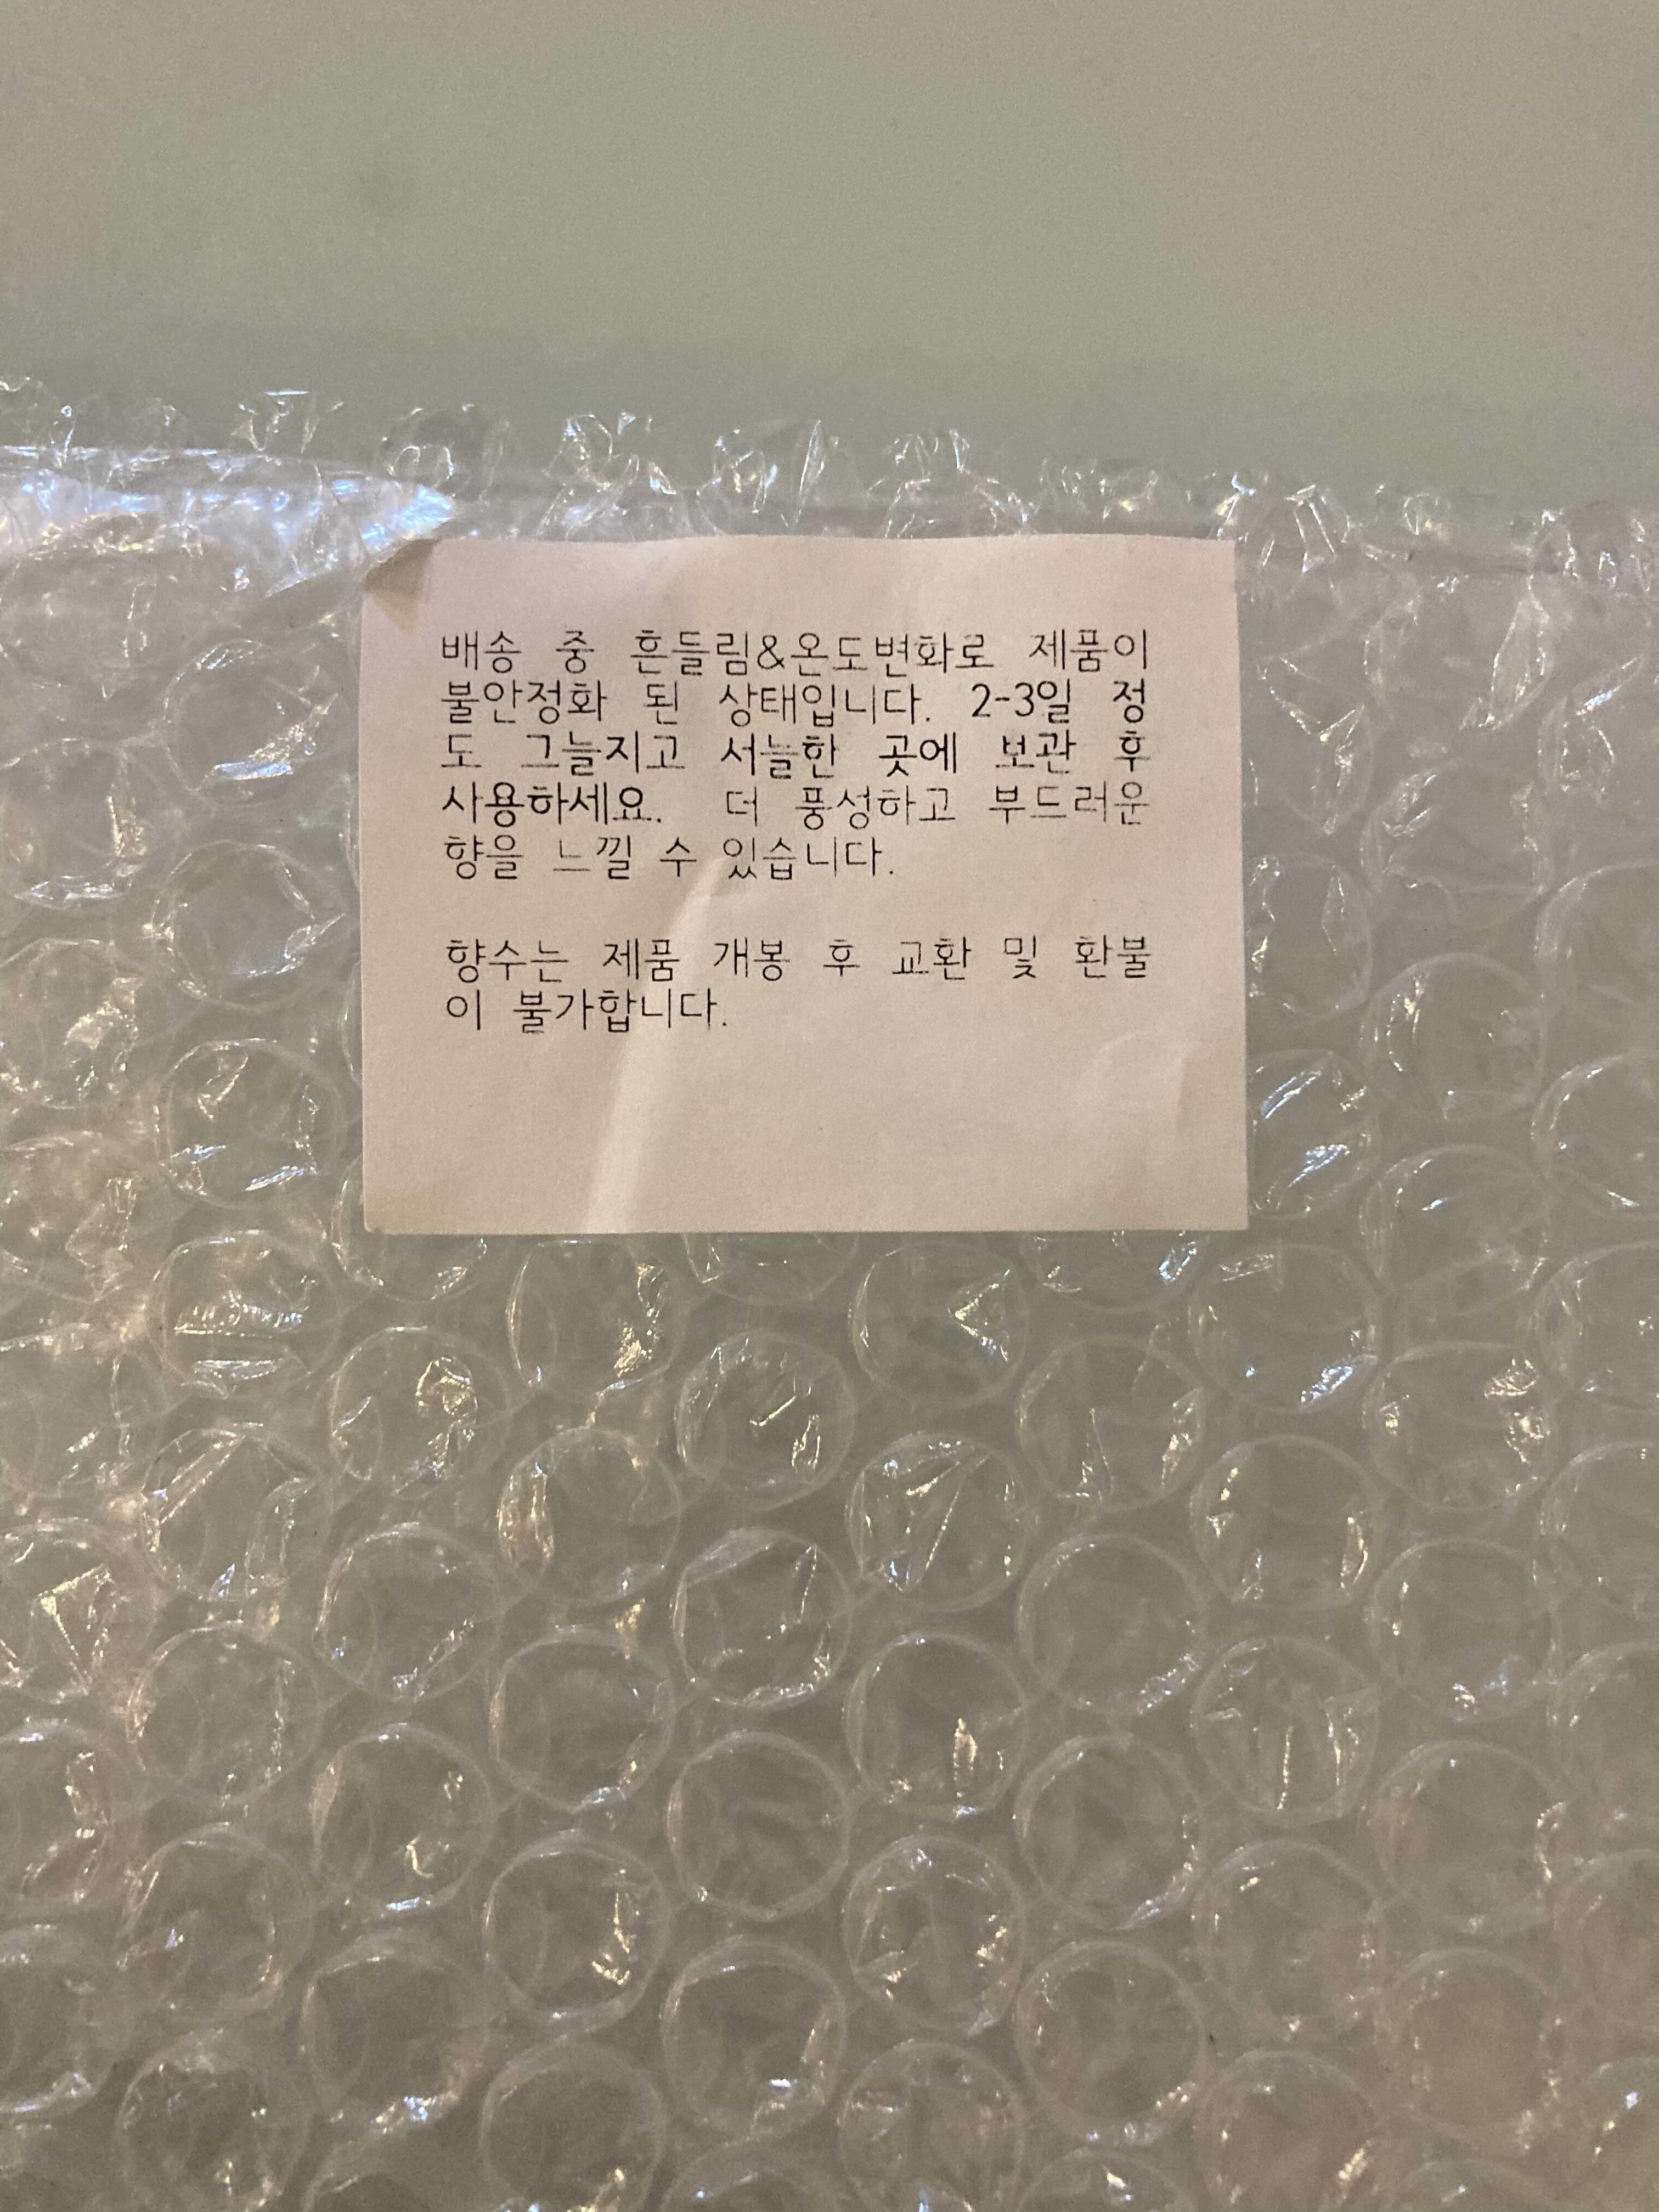 배송 중 흔들림&온도변화로 제품이
불안정화 된 상태입니다. 2-3일 정
도 그늘지고 서늘한 곳에 보관 후
사용하세요. 더 풍성하고 부드러운
향을 느낄 수 있습니다.
향수는 제품 개봉 후 교환 및 환불
이 불가합니다.